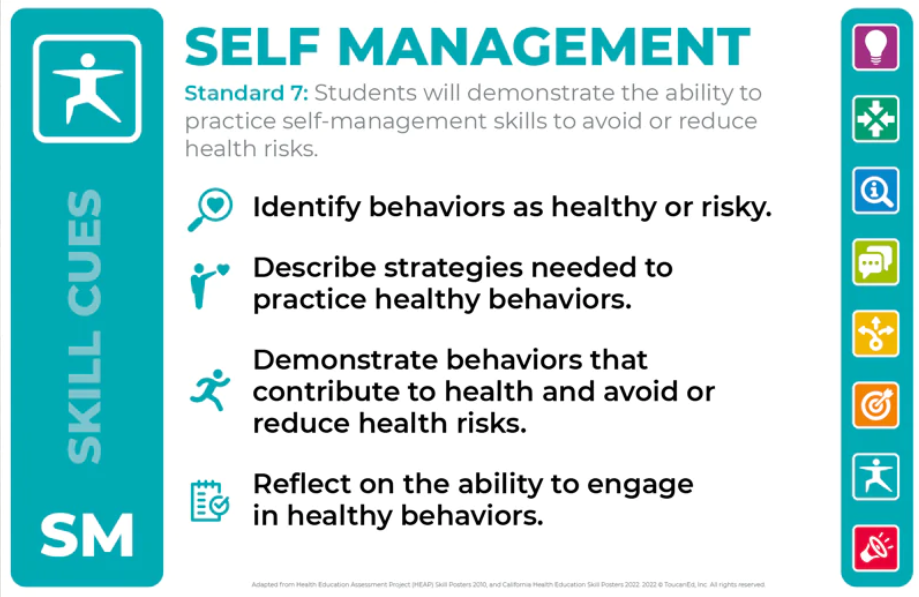 SELF MANAGEMENT
Standard 7: Students will demonstrate the ability to
practice self-management skills to avoid or reduce
health risks.
SKILL CUES
SM
Identify behaviors as healthy or risky.
Describe strategies needed to
practice healthy behaviors.
Demonstrate behaviors that
contribute to health and avoid or
reduce health risks.
Reflect on the ability to engage
in healthy behaviors.
Adapted from Health Education Assessment Project (HEAP) Skill Posters 2010, and California Health Education Skill Posters 2022. 2022 © ToucanEd, Inc. All rights reserved.